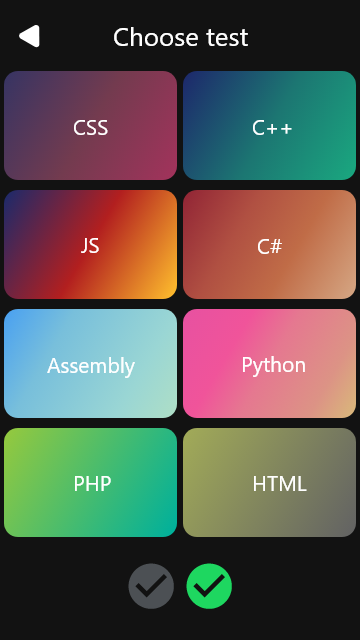 Choose test
CSS
C++
JS
C#
Assembly
Python
PHP
HTML